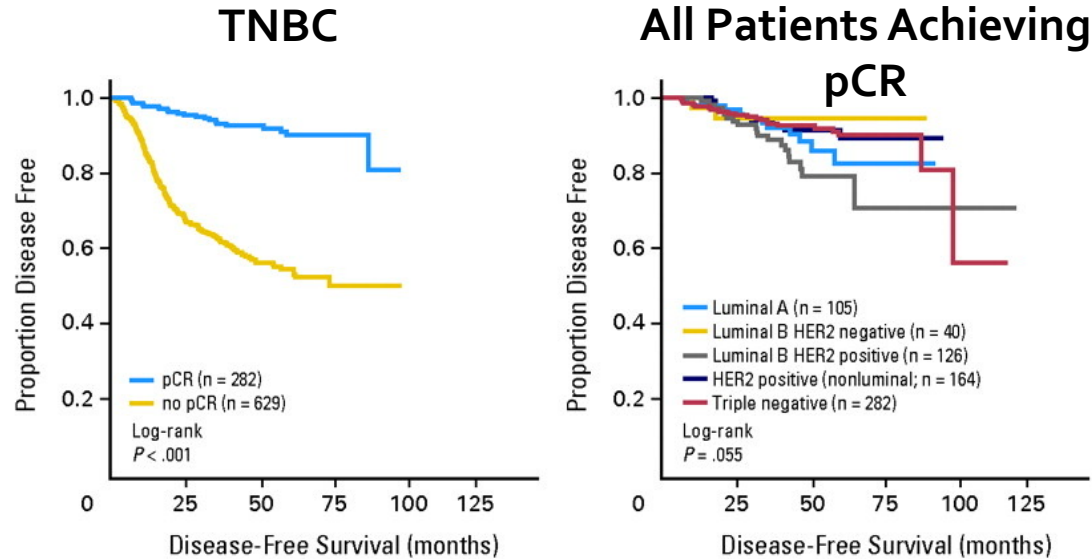 TNBC
Proportion Disease Free
1.0
0.8
0.6
0.4
0.2
0
25
50
75
100
125
pCR (n = 282)
no pCR (n = 629)
Log-rank
P < .001
Disease-Free Survival (months)
All Patients Achieving
pCR
Proportion Disease Free
1.0
0.8
0.6
0.4
0.2
0
25
50
75
100
125
Luminal A (n = 105)
Luminal B HER2 negative (n = 40)
Luminal B HER2 positive (n = 126)
HER2 positive (nonluminal; n = 164)
Triple negative (n = 282)
Log-rank
P = .055
Disease-Free Survival (months)